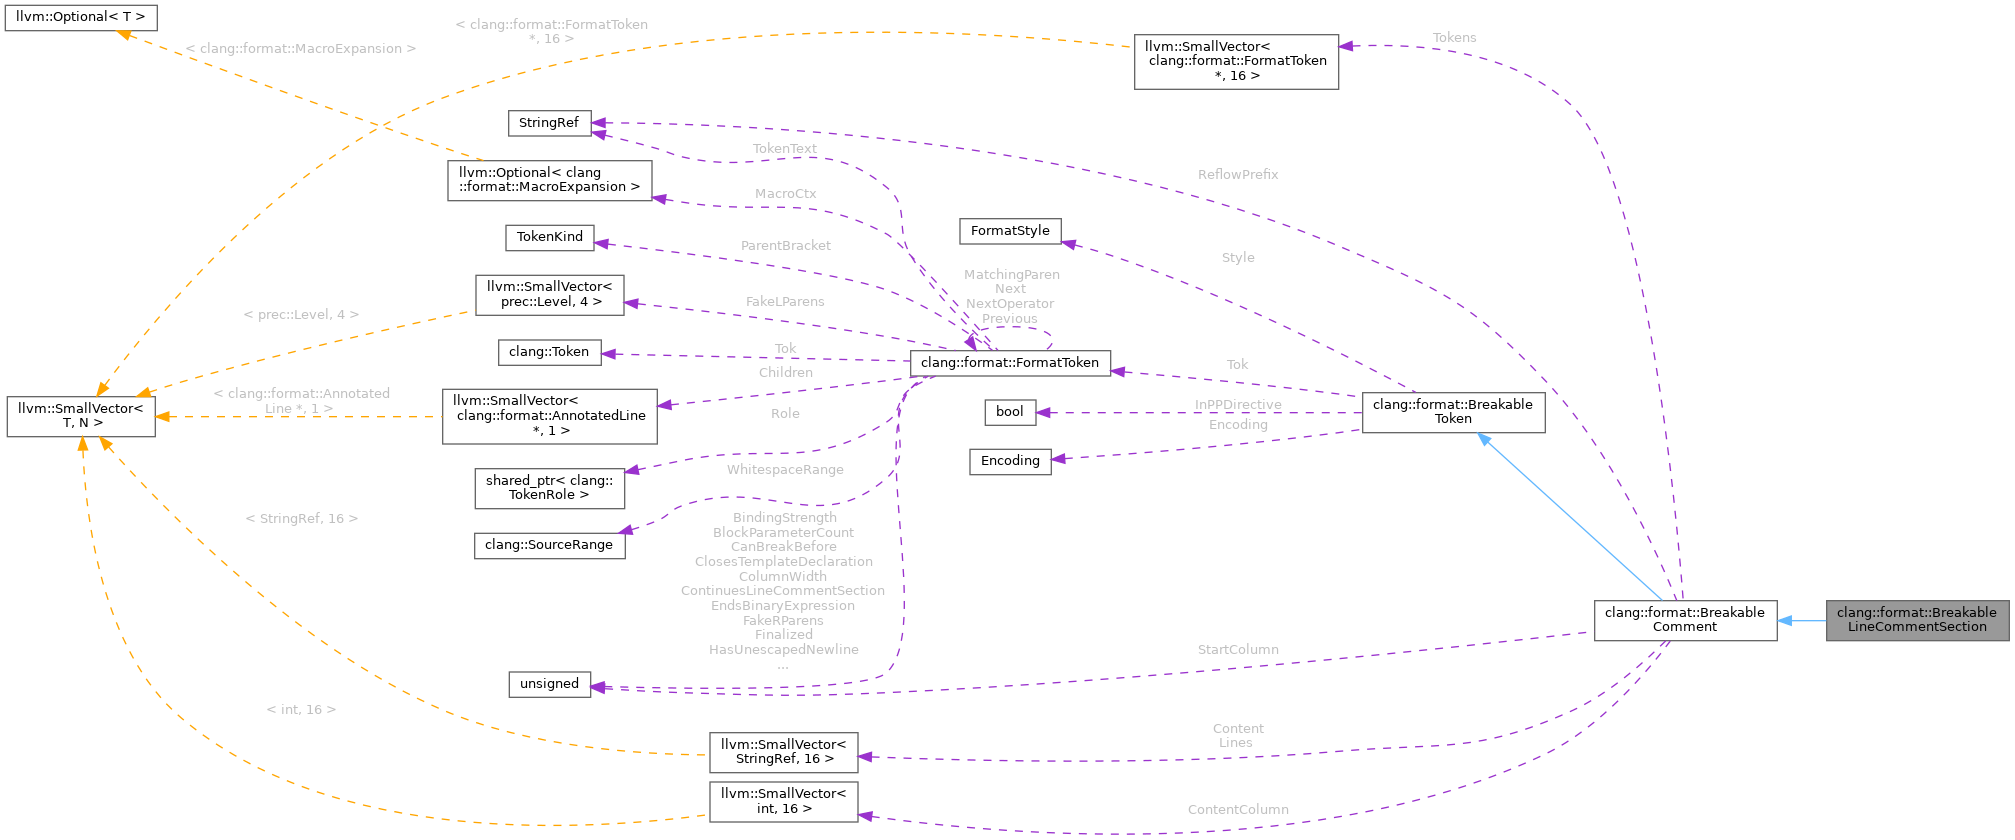 llvm::Optional< T >
< clang::format::MacroExpansion >
< clang::format::FormatToken
*, 16 >
llvm::SmallVector<
clang::format::FormatToken
*, 16 >
Tokens
StringRef
TokenText
llvm::Optional< clang
::format::MacroExpansion >
MacroCtx
ReflowPrefix
TokenKind
ParentBracket
FormatStyle
Style
llvm::SmallVector<
prec::Level, 4 >
< prec::Level, 4 >
FakeLParens
MatchingParen
Next
NextOperator
Previous
clang::Token
Tok
clang::format::FormatToken
Tok
Children
llvm::SmallVector<
T, N >
< clang::format::Annotated
Line *, 1 >
llvm::SmallVector<
clang::format::AnnotatedLine
*, 1 >
Role
bool
InPPDirective
clang::format::Breakable
Token
Encoding
Encoding
shared_ptr< clang::
TokenRole >
WhitespaceRange
clang::SourceRange
< StringRef, 16 >
BindingStrength
BlockParameterCount
CanBreakBefore
ClosesTemplateDeclaration
ColumnWidth
ContinuesLineCommentSection
EndsBinaryExpression
FakeRParens
Finalized
HasUnescapedNewline
...
clang::format::Breakable
Comment
clang::format::Breakable
LineCommentSection
unsigned
StartColumn
< int, 16 >
llvm::SmallVector<
StringRef, 16 >
Content
Lines
llvm::SmallVector<
int, 16 >
ContentColumn